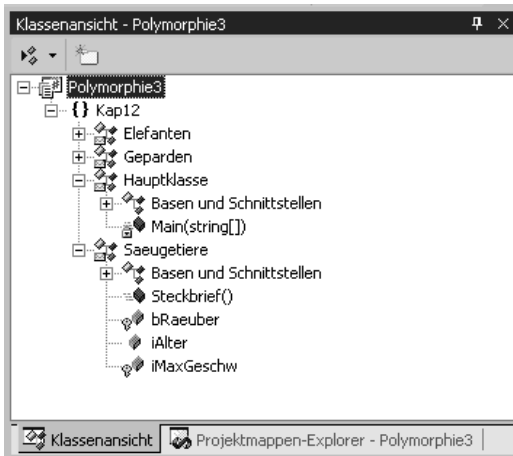 Klassenansicht - Polymorphie3
Polymorphie3
{} Kap12
Elefanten
Geparden
Hauptklasse
Basen und Schnittstellen
Main(string[])
Saeugetiere
Basen und Schnittstellen
Steckbrief()
bRaeuber
iAlter
iMaxGeschw
Klassenansicht Projektmappen-Explorer - Polymorphie3